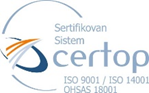 Sertifikovan
Sistem
certop
ISO 9001 / ISO 14001
OHSAS 18001